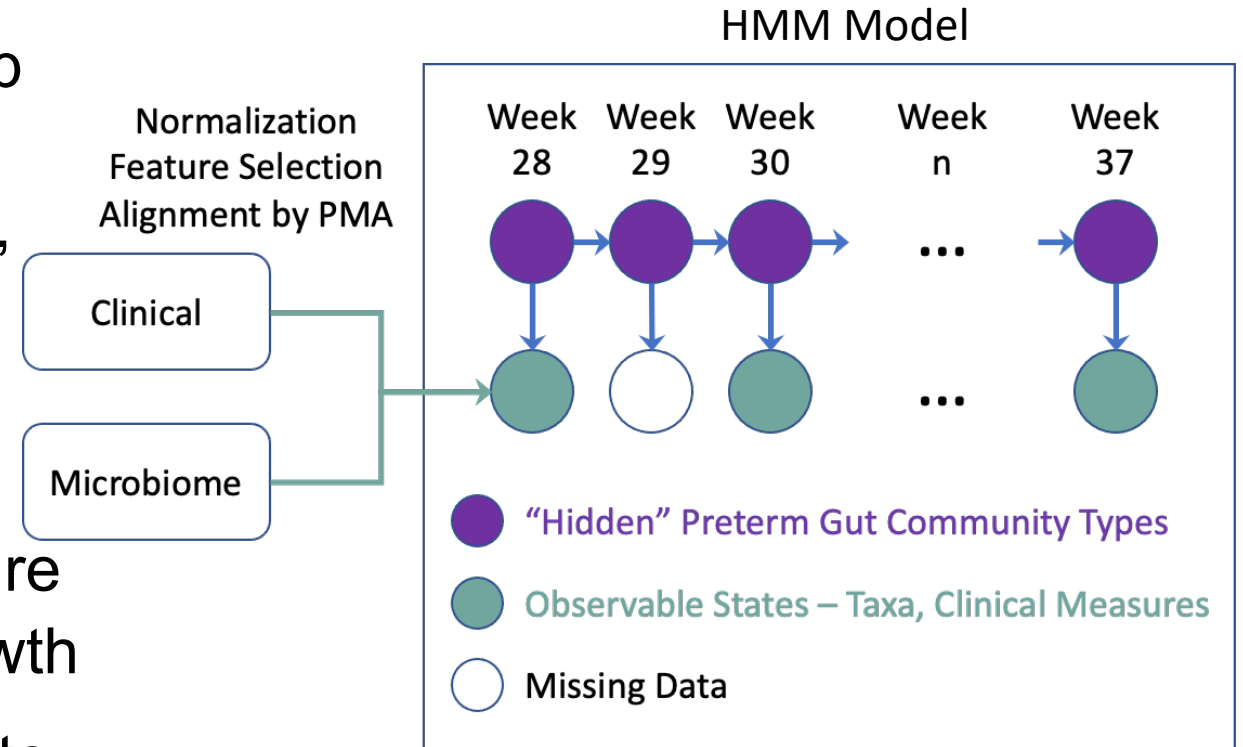 HMM Model
Normalization
Feature Selection
Alignment by PMA
Clinical
Microbiome
Week Week Week Week Week
28 29 30 n 37
...
...
“Hidden” Preterm Gut Community Types
Observable States – Taxa, Clinical Measures
Missing Data
re
wth